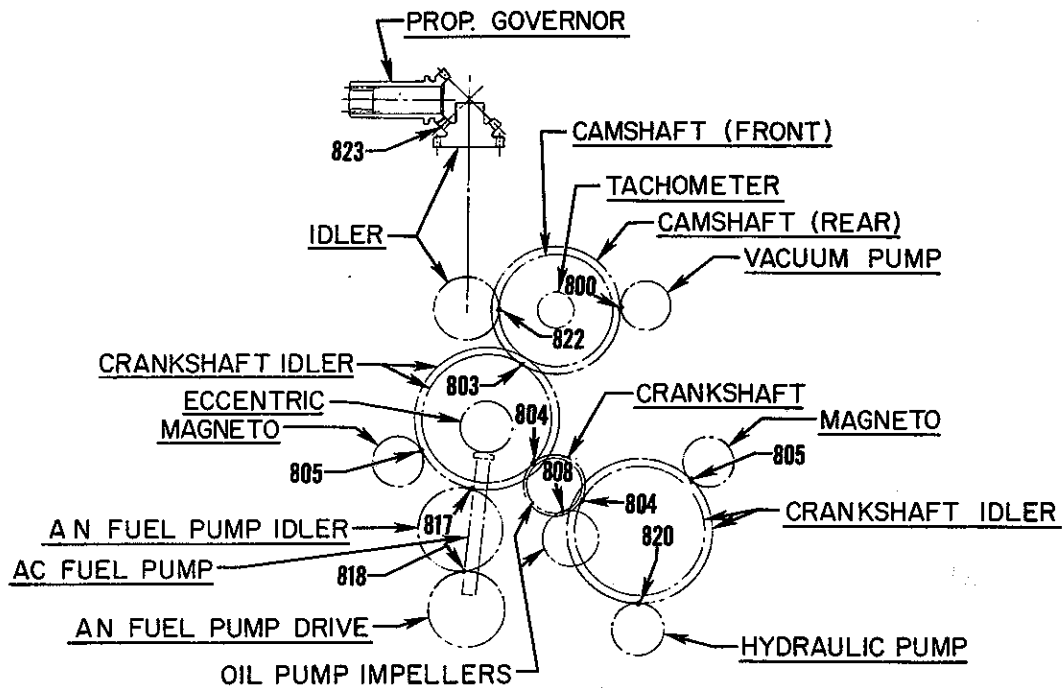 PROP. GOVERNOR
823
CAMSHAFT (FRONT)
TACHOMETER
IDLER
CAMSHAFT (REAR)
800
VACUUM PUMP
822
CRANKSHAFT IDLER
803
CRANKSHAFT
ECCENTRIC
804
MAGNETO
MAGNETO
805
808
805
804
CRANKSHAFT IDLER
AN FUEL PUMP IDLER
817
820
AC FUEL PUMP
818
AN FUEL PUMP DRIVE
HYDRAULIC PUMP
OIL PUMP IMPELLERS